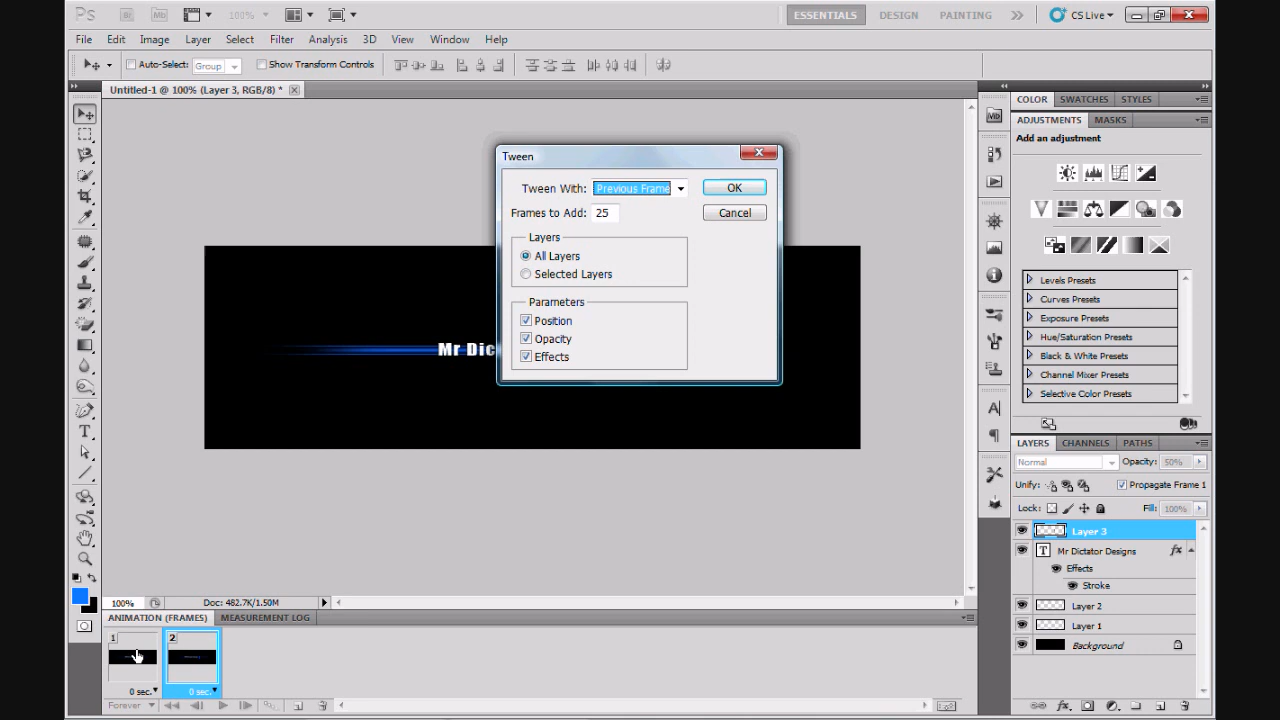 Ps Br Mb 100% ESSENTIALS DESIGN PAINTING CS Live
File Edit Image Layer Select Filter Analysis 3D View Window Help
Auto-Select: Group Show Transform Controls
Untitled-1 @ 100% (Layer 3, RGB/8) *
COLOR SWATCHES STYLES
ADJUSTMENTS MASKS
Add an adjustment
Tween
Tween With: Previous Frame OK
Frames to Add: 25 Cancel
Layers
All Layers
Selected Layers
Parameters
Position
Opacity
Effects
Mr Dic
Levels Presets
Curves Presets
Exposure Presets
Hue/Saturation Presets
Black & White Presets
Channel Mixer Presets
Selective Color Presets
LAYERS CHANNELS PATHS
Normal Opacity: 50%
Unify: Propagate Frame 1
Lock: Fill: 100%
Layer 3
T Mr Dictator Designs fx
Effects
Stroke
Layer 2
Layer 1
Background
100% Doc: 482.7K/1.50M
ANIMATION (FRAMES) MEASUREMENT LOG
1 2
0 sec. 0 sec.
Forever